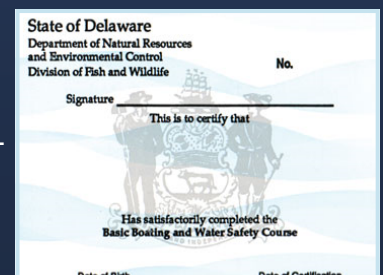 State of Delaware
Department of Natural Resources
and Environmental Control
Division of Fish and Wildlife
No.
Signature
This is to certify that
Has satisfactorily completed the
Basic Boating and Water Safety Course
Date of Birth
Date of Certification